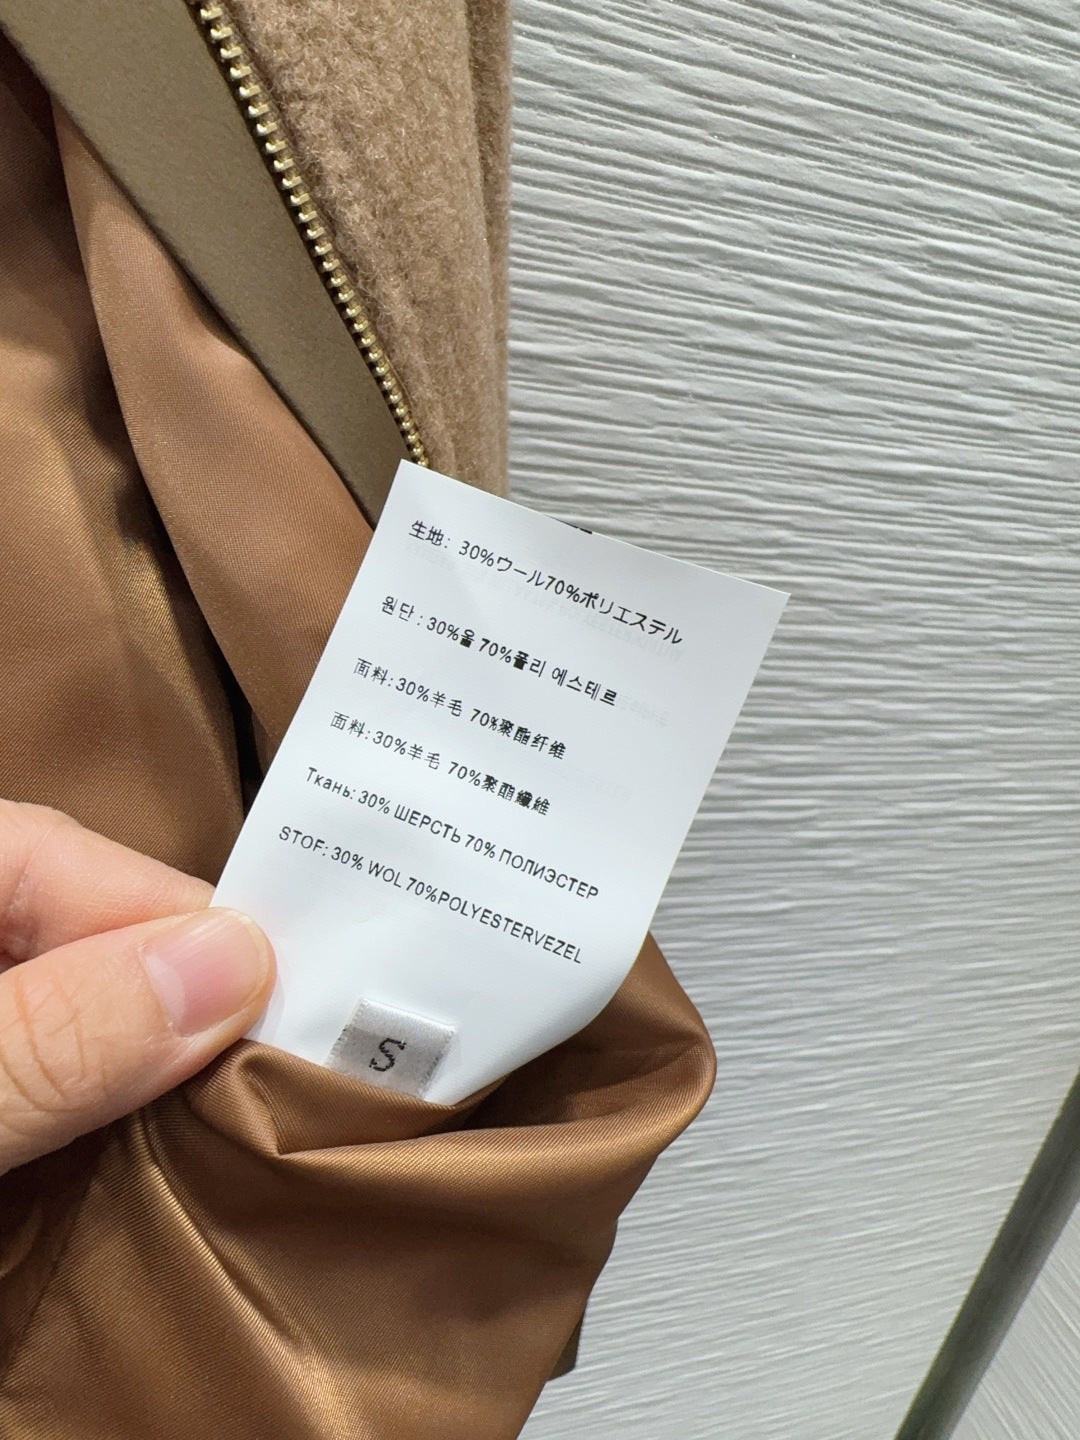 生地: 30%ウール70%ポリエステル
원단 : 30%울 70%폴리 에스테르
面料: 30%羊毛 70%聚酯纤维
面料: 30%羊毛 70%聚酯纖維
Ткань: 30% ШЕРСТЬ 70% ПОЛИЭСТЕР
STOF: 30% WOL 70%POLYESTERVEZEL
S